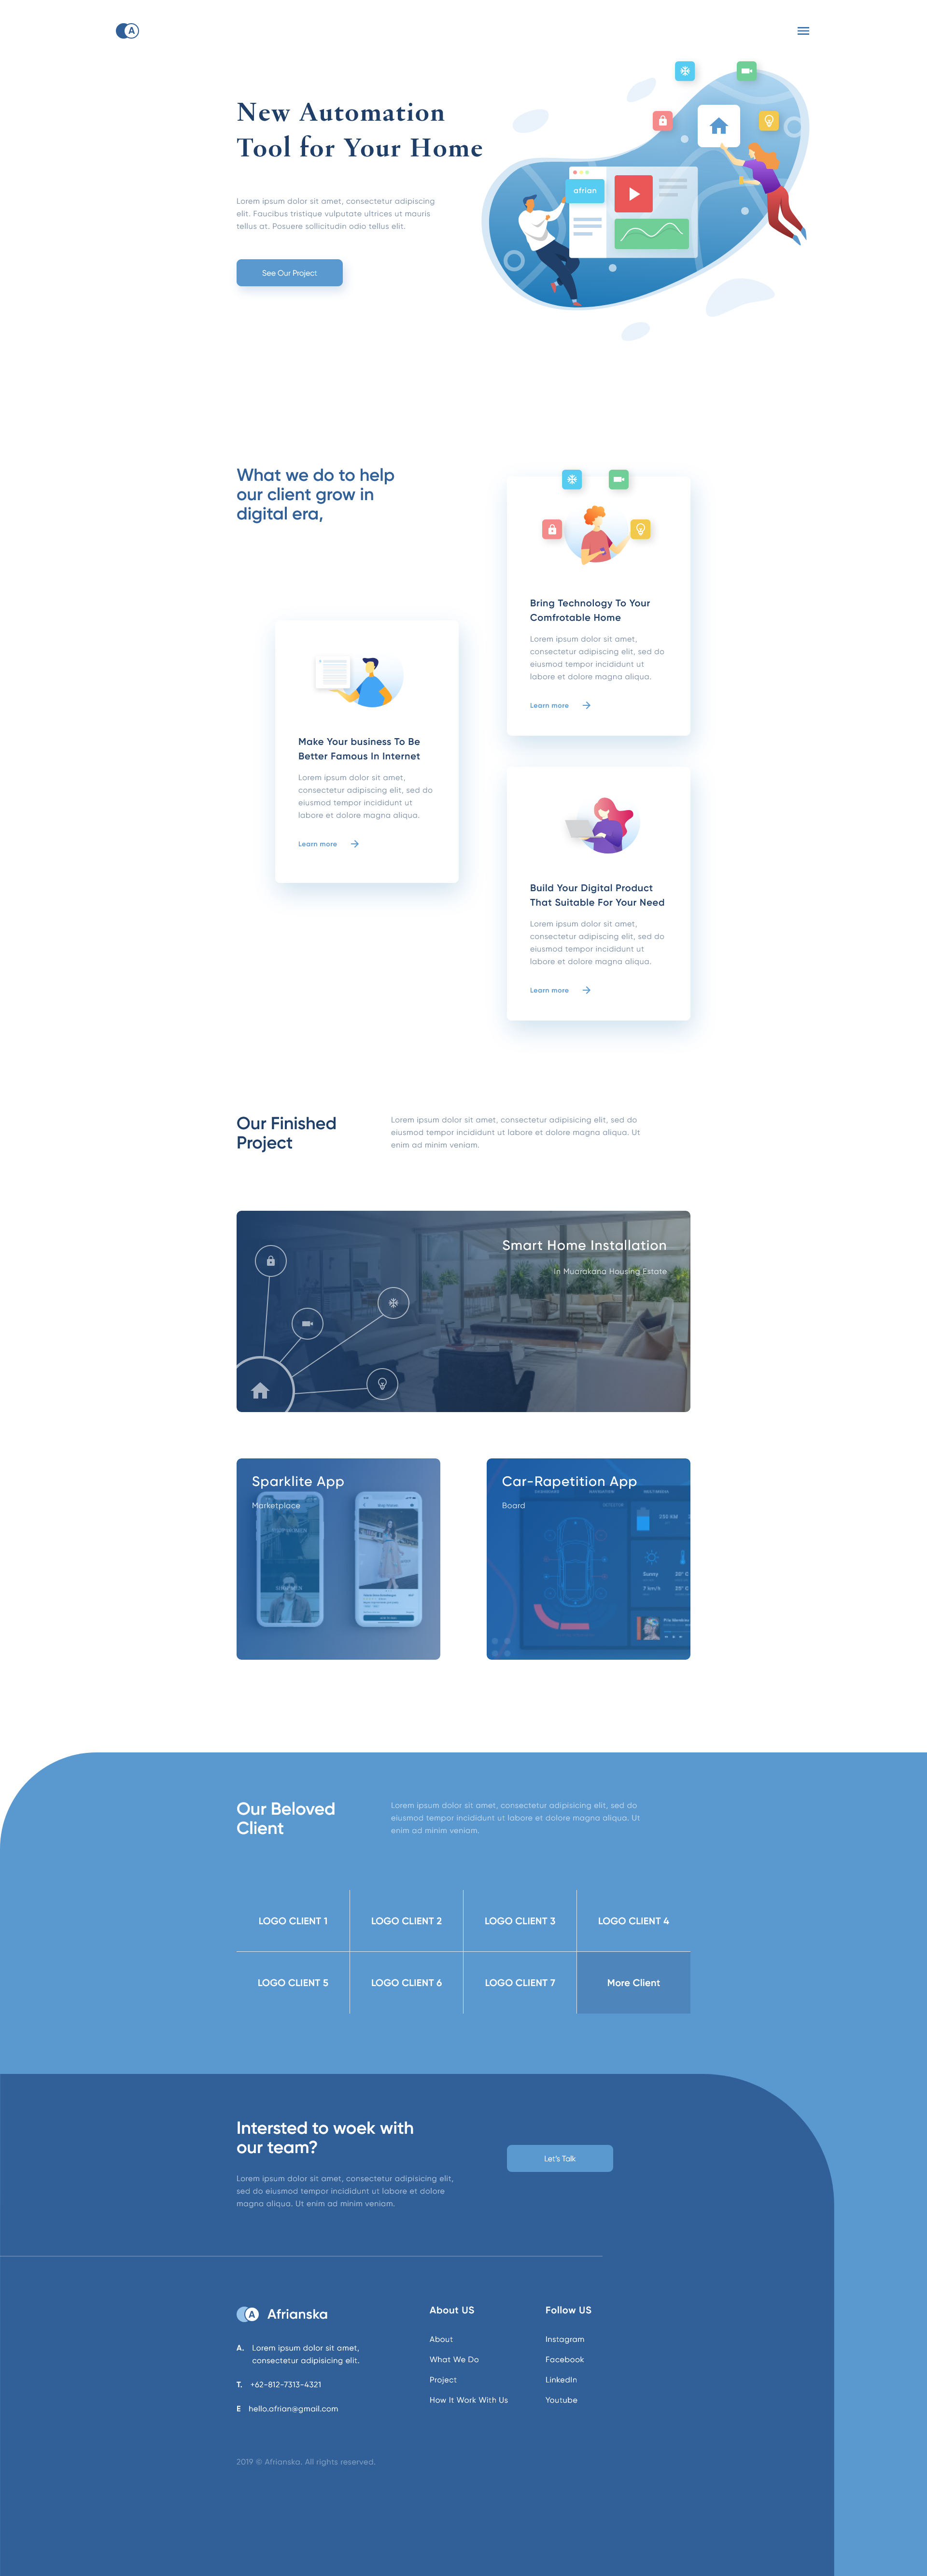 A
New Automation
Tool for Your Home
Lorem ipsum dolor sit amet, consectetur adipiscing
elit. Faucibus tristique vulputate ultrices ut mauris
tellus at. Posuere sollicitudin odio tellus elit.
See Our Project
afrian
What we do to help
our client grow in
digital era,
Bring Technology To Your
Comfrotable Home
Lorem ipsum dolor sit amet,
consectetur adipiscing elit, sed do
eiusmod tempor incididunt ut
labore et dolore magna aliqua.
Learn more
Make Your business To Be
Better Famous In Internet
Lorem ipsum dolor sit amet,
consectetur adipiscing elit, sed do
eiusmod tempor incididunt ut
labore et dolore magna aliqua.
Learn more
Build Your Digital Product
That Suitable For Your Need
Lorem ipsum dolor sit amet,
consectetur adipiscing elit, sed do
eiusmod tempor incididunt ut
labore et dolore magna aliqua.
Learn more
Our Finished
Project
Lorem ipsum dolor sit amet, consectetur adipisicing elit, sed do
eiusmod tempor incididunt ut labore et dolore magna aliqua. Ut
enim ad minim veniam.
Smart Home Installation
In Muarakana Housing Estate
Sparklite App
Marketplace
Car-Rapetition App
Board
Sunny
7 km/h
Our Beloved
Client
Lorem ipsum dolor sit amet, consectetur adipisicing elit, sed do
eiusmod tempor incididunt ut labore et dolore magna aliqua. Ut
enim ad minim veniam.
LOGO CLIENT 1
LOGO CLIENT 2
LOGO CLIENT 3
LOGO CLIENT 4
LOGO CLIENT 5
LOGO CLIENT 6
LOGO CLIENT 7
More Client
Intersted to woek with
our team?
Lorem ipsum dolor sit amet, consectetur adipisicing elit,
sed do eiusmod tempor incididunt ut labore et dolore
magna aliqua. Ut enim ad minim veniam.
Let's Talk
A Afrianska
A. Lorem ipsum dolor sit amet,
consectetur adipisicing elit.
T. +62-812-7313-4321
E hello.afrian@gmail.com
About US
About
What We Do
Project
How It Work With Us
Follow US
Instagram
Facebook
LinkedIn
Youtube
2019 © Afrianska. All rights reserved.